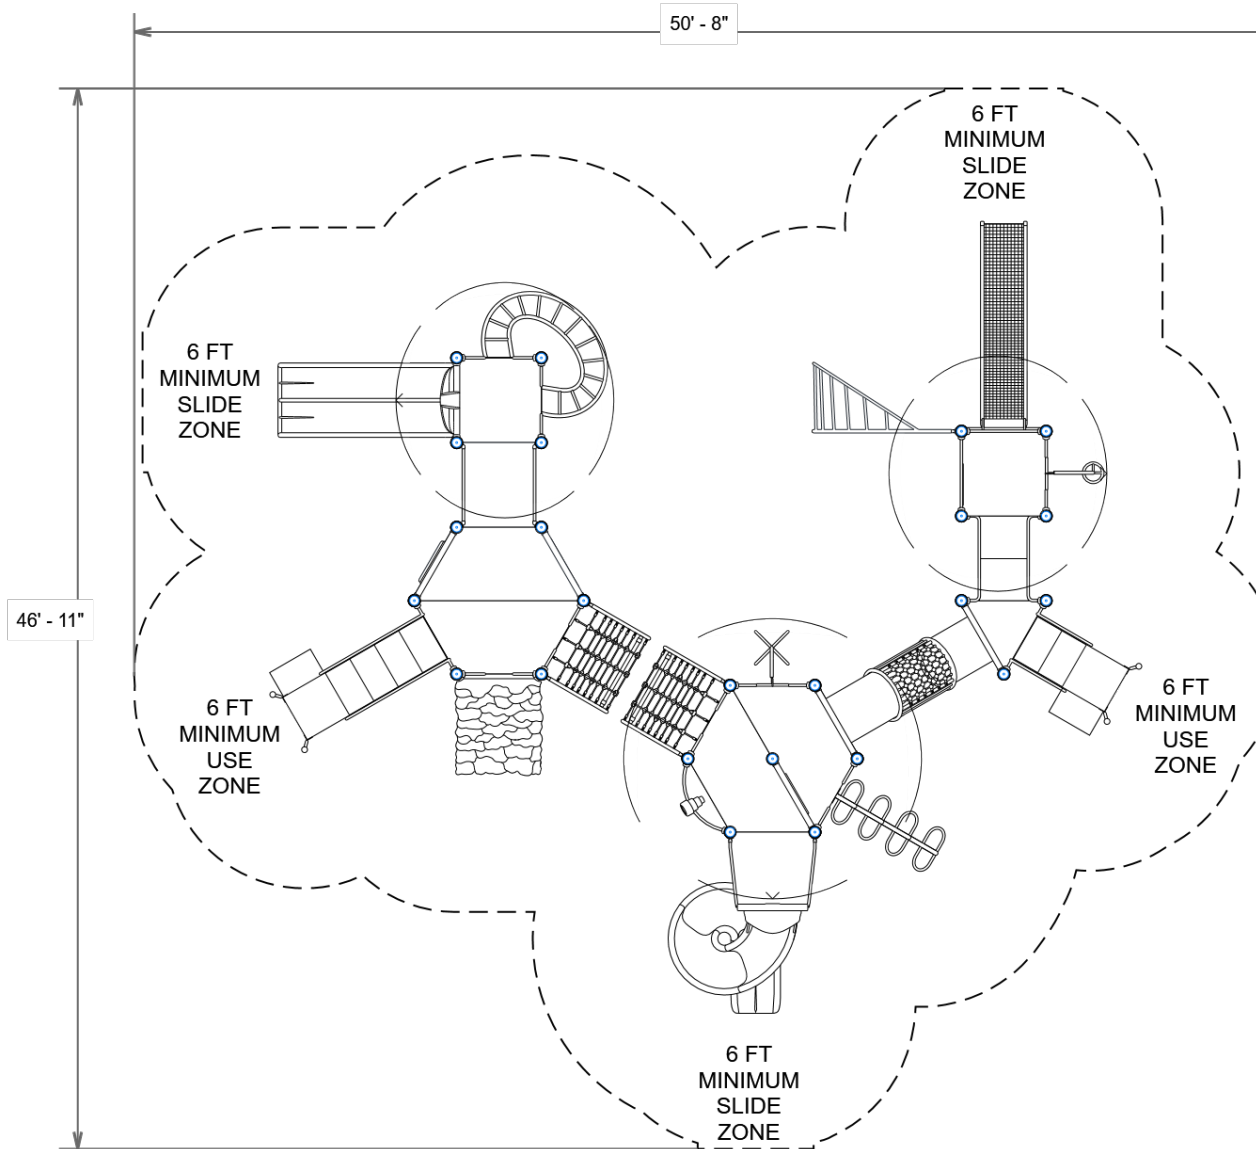 50' - 8"
6 FT
MINIMUM
SLIDE
ZONE
6 FT
MINIMUM
SLIDE
ZONE
46' - 11"
6 FT
MINIMUM
USE
ZONE
6 FT
MINIMUM
USE
ZONE
6 FT
MINIMUM
SLIDE
ZONE